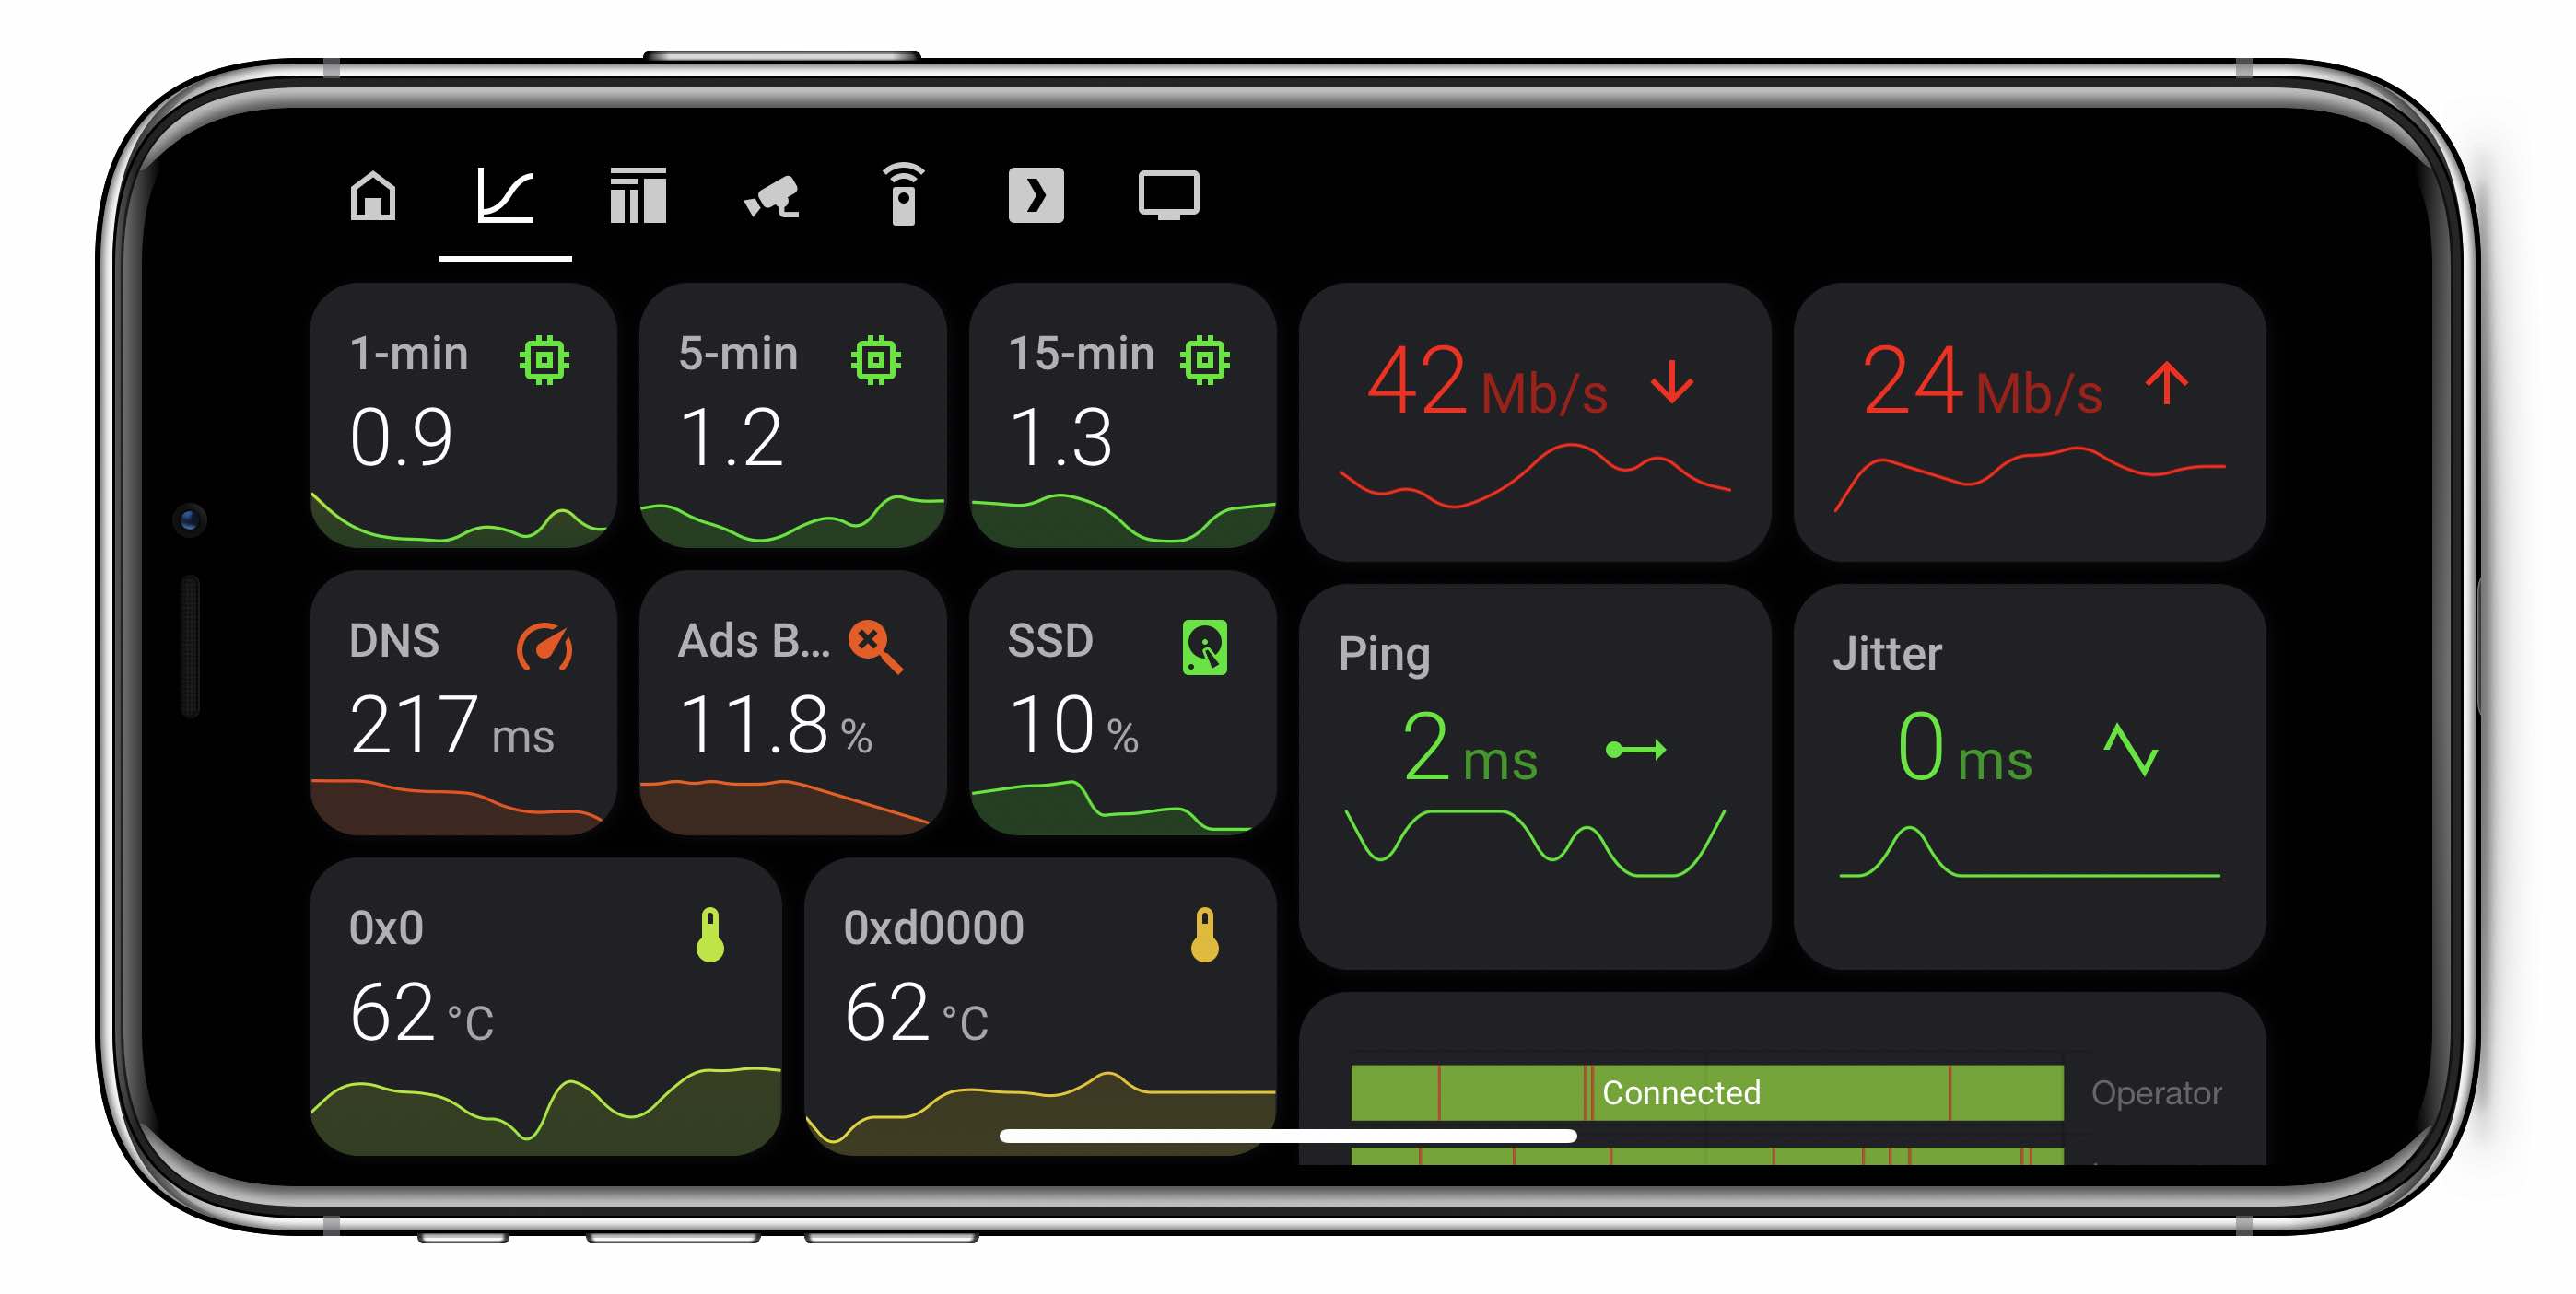 1-min
0.9
5-min
1.2
15-min
1.3
42 Mb/s
24 Mb/s
DNS
217 ms
Ads B...
11.8 %
SSD
10 %
Ping
2 ms
Jitter
0 ms
0x0
62 °C
0xd0000
62 °C
Connected
Operator